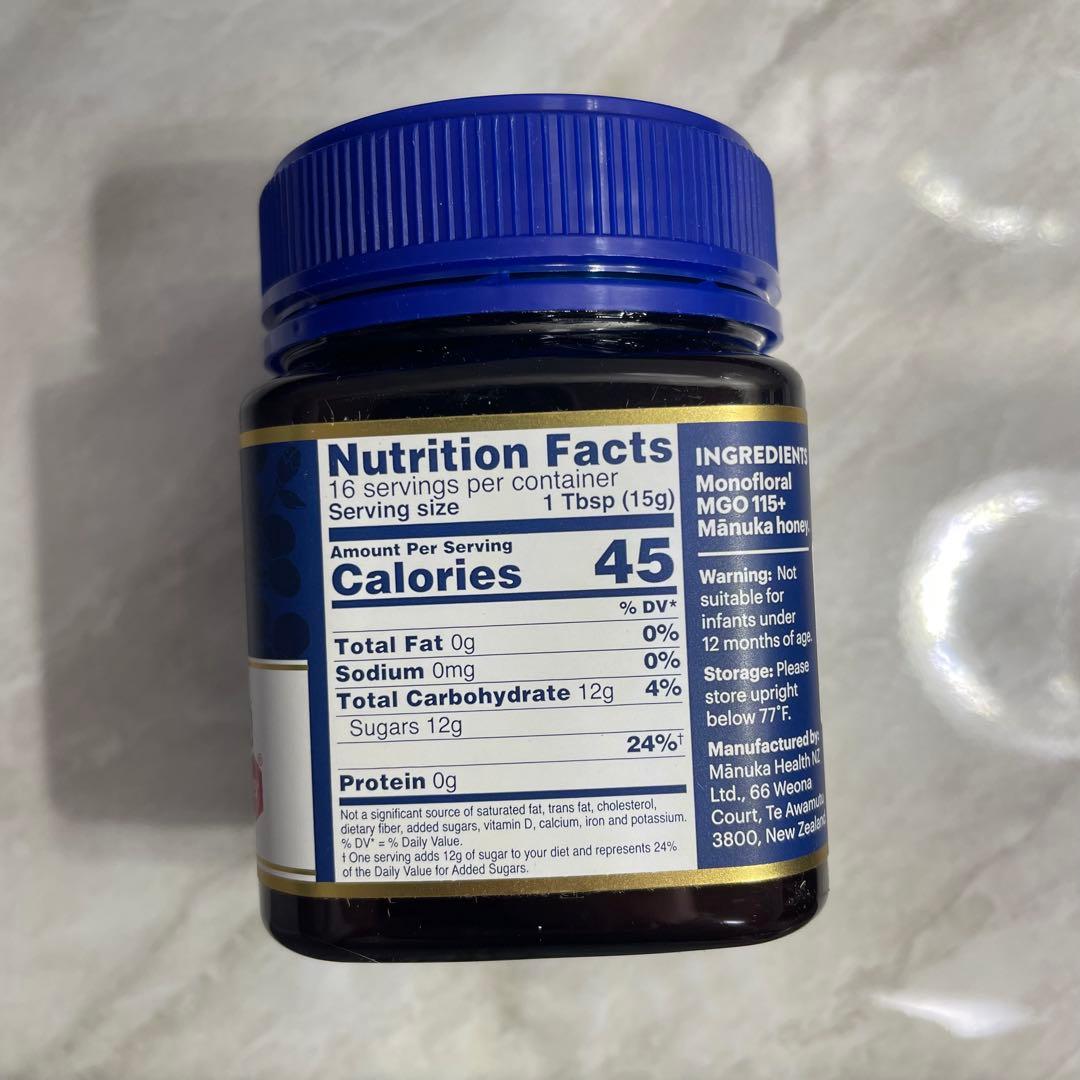 Nutrition Facts
16 servings per container
Serving size 1 Tbsp (15g)
Amount Per Serving
Calories 45
% DV*
Total Fat 0g 0%
Sodium 0mg 0%
Total Carbohydrate 12g 4%
Sugars 12g
24%†
Protein 0g
Not a significant source of saturated fat, trans fat, cholesterol,
dietary fiber, added sugars, vitamin D, calcium, iron and potassium.
% DV* = % Daily Value.
† One serving adds 12g of sugar to your diet and represents 24%
of the Daily Value for Added Sugars.
INGREDIENTS
Monofloral
MGO 115+
Mānuka honey.
Warning: Not
suitable for
infants under
12 months of age.
Storage: Please
store upright
below 77°F.
Manufactured by:
Mānuka Health NZ
Ltd., 66 Weona
Court, Te Awamutu
3800, New Zealand